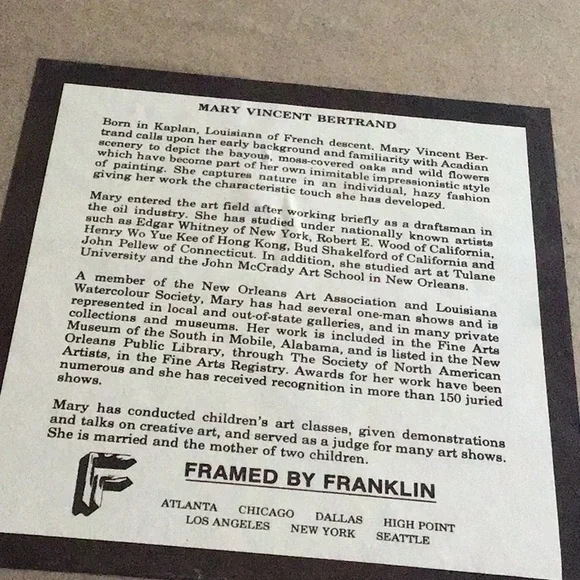 MARY VINCENT BERTRAND
Born in Kaplan, Louisiana of French descent. Mary Vincent Ber-
trand calls upon her early background and familiarity with Acadian
scenery to depict the bayous, moss-covered oaks and wild flowers
which have become part of her own inimitable impressionistic style
of painting. She captures nature in an individual, hazy fashion
giving her work the characteristic touch she has developed.
Mary entered the art field after working briefly as a draftsman in
the oil industry. She has studied under nationally known artists
such as Edgar Whitney of New York, Robert E. Wood of California,
Henry Wo Yue Kee of Hong Kong, Bud Shakelford of California and
John Pellew of Connecticut. In addition, she studied art at Tulane
University and the John McCrady Art School in New Orleans.
A member of the New Orleans Art Association and Louisiana
Watercolour Society, Mary has had several one-man shows and is
represented in local and out-of-state galleries, and in many private
collections and museums. Her work is included in the Fine Arts
Museum of the South in Mobile, Alabama, and is listed in the New
Orleans Public Library, through The Society of North American
Artists, in the Fine Arts Registry. Awards for her work have been
numerous and she has received recognition in more than 150 juried
shows.
Mary has conducted children's art classes, given demonstrations
and talks on creative art, and served as a judge for many art shows.
She is married and the mother of two children.
F
FRAMED BY FRANKLIN
ATLANTA CHICAGO DALLAS HIGH POINT
LOS ANGELES NEW YORK SEATTLE